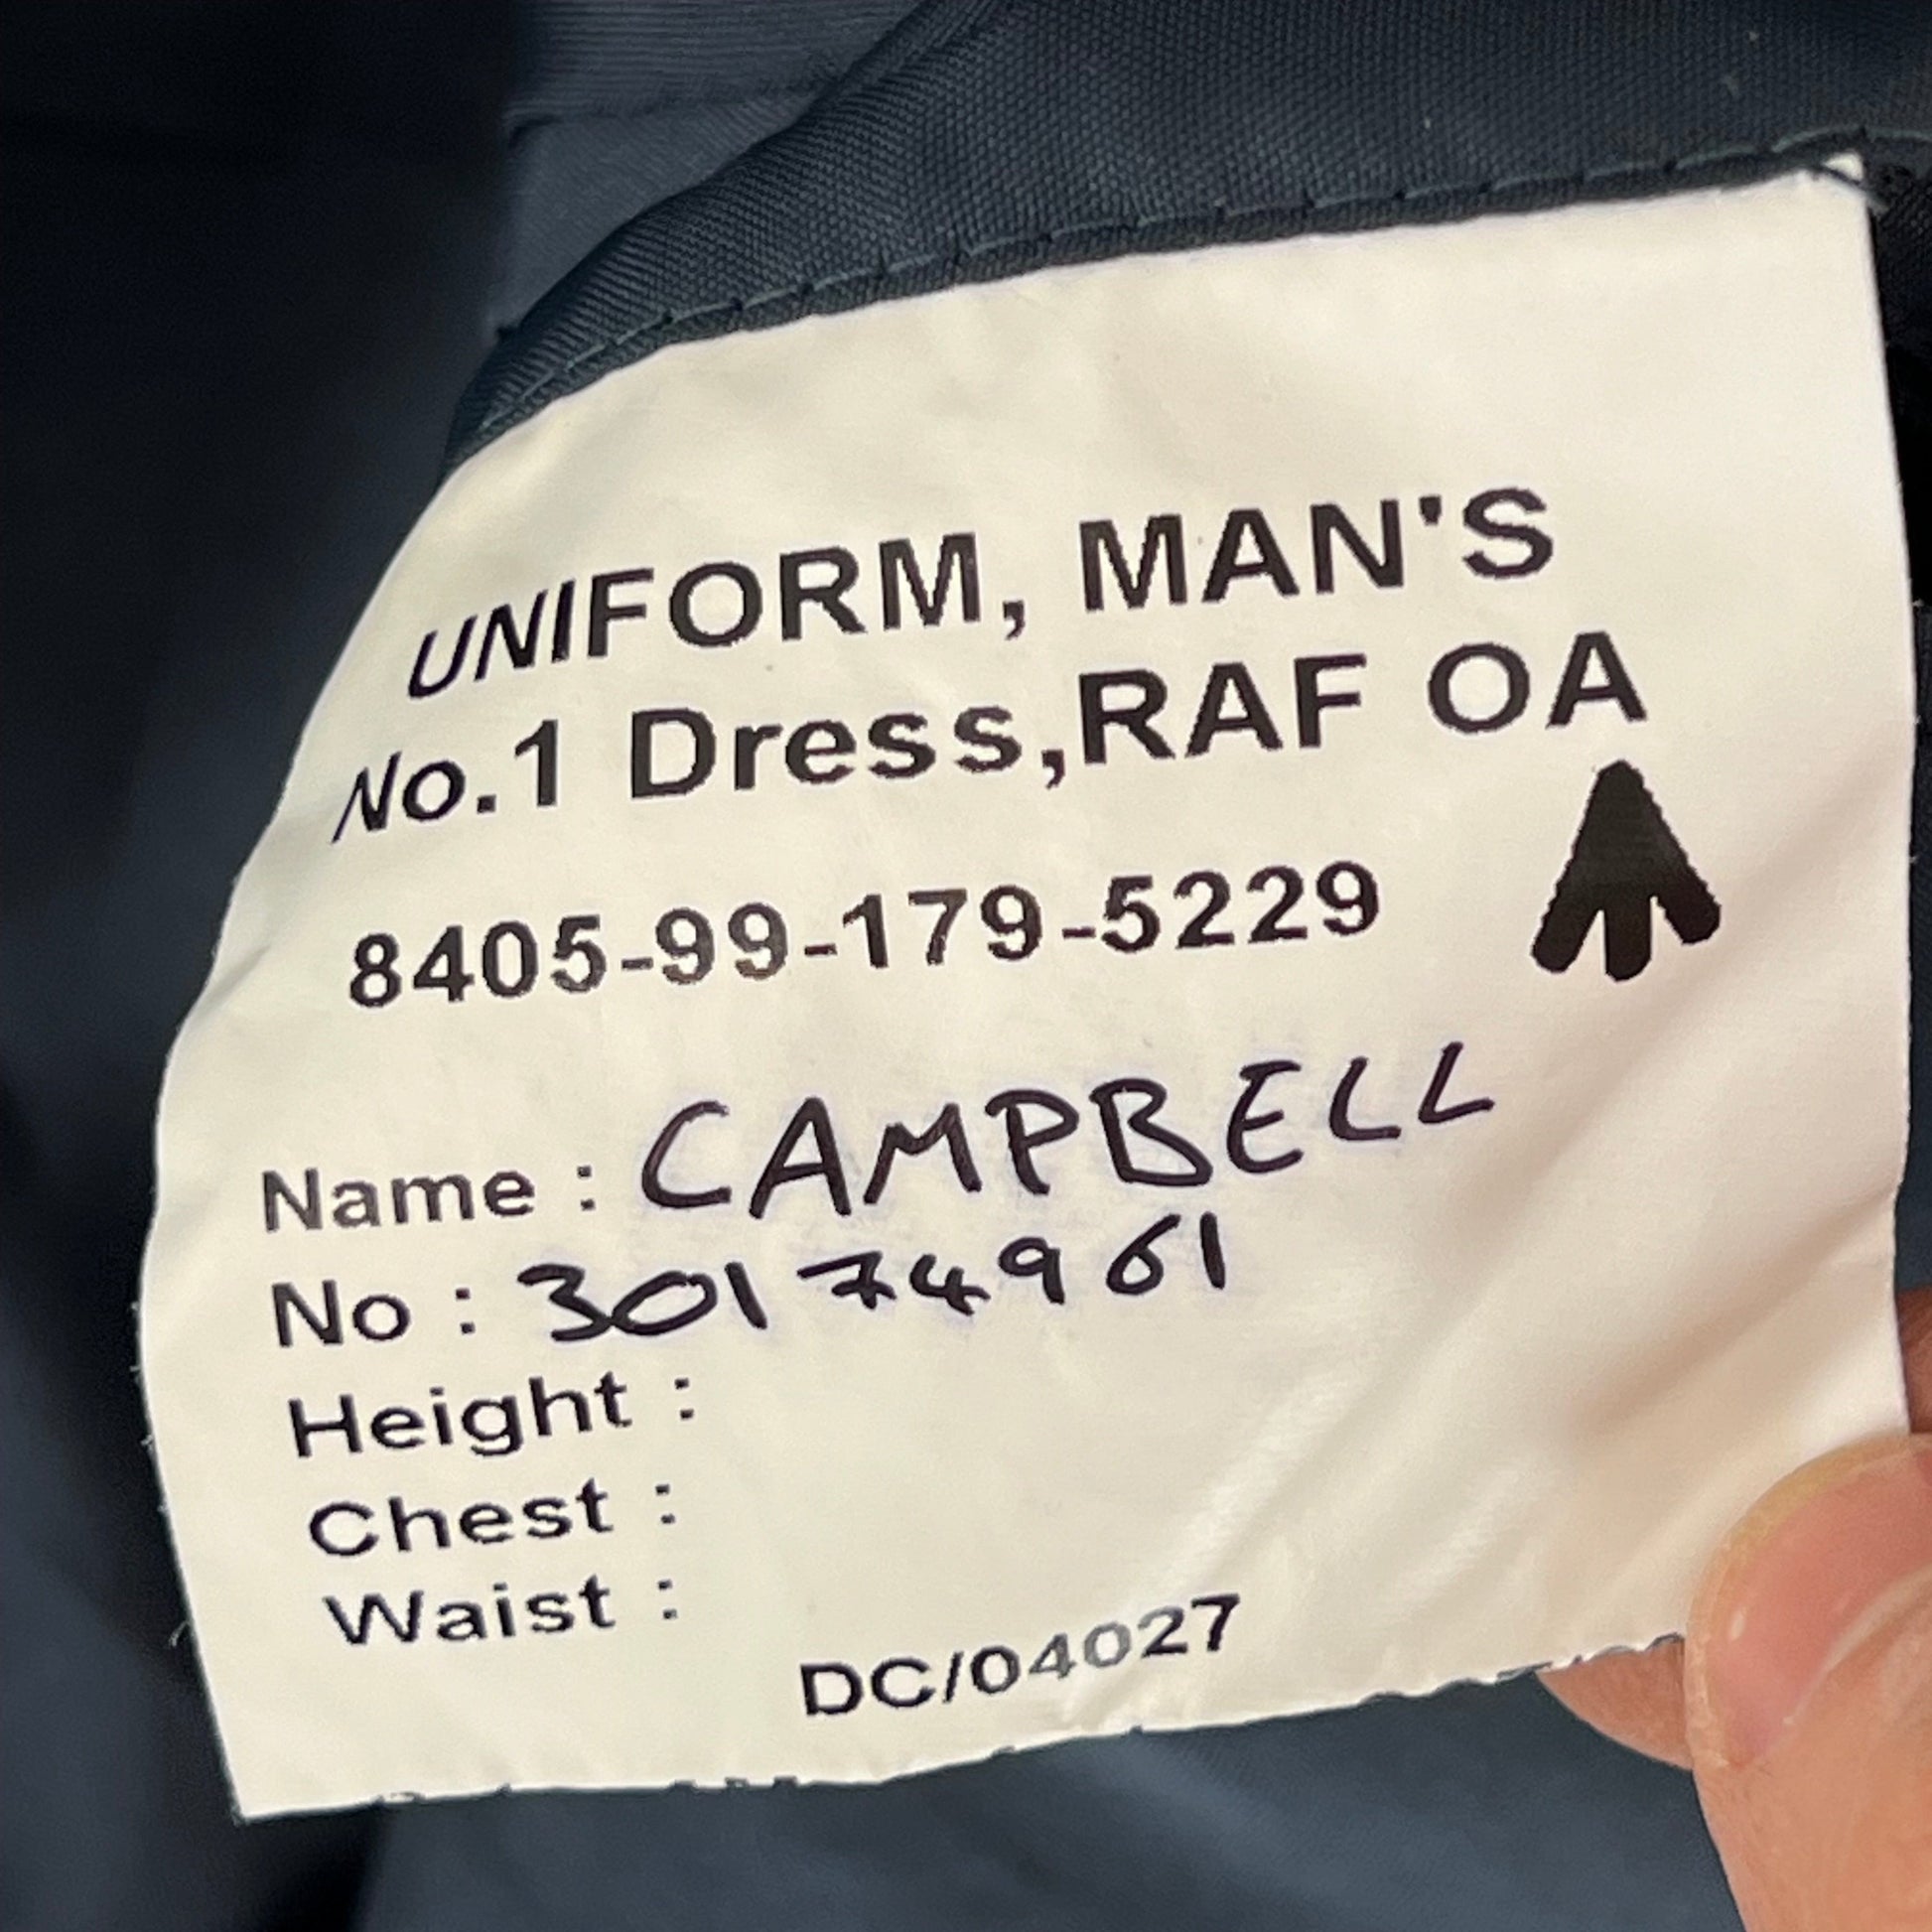 UNIFORM, MAN'S
No.1 Dress,RAF OA
8405-99-179-5229
Name : CAMPBELL
No : 30174961
Height :
Chest :
Waist :
DC/04027